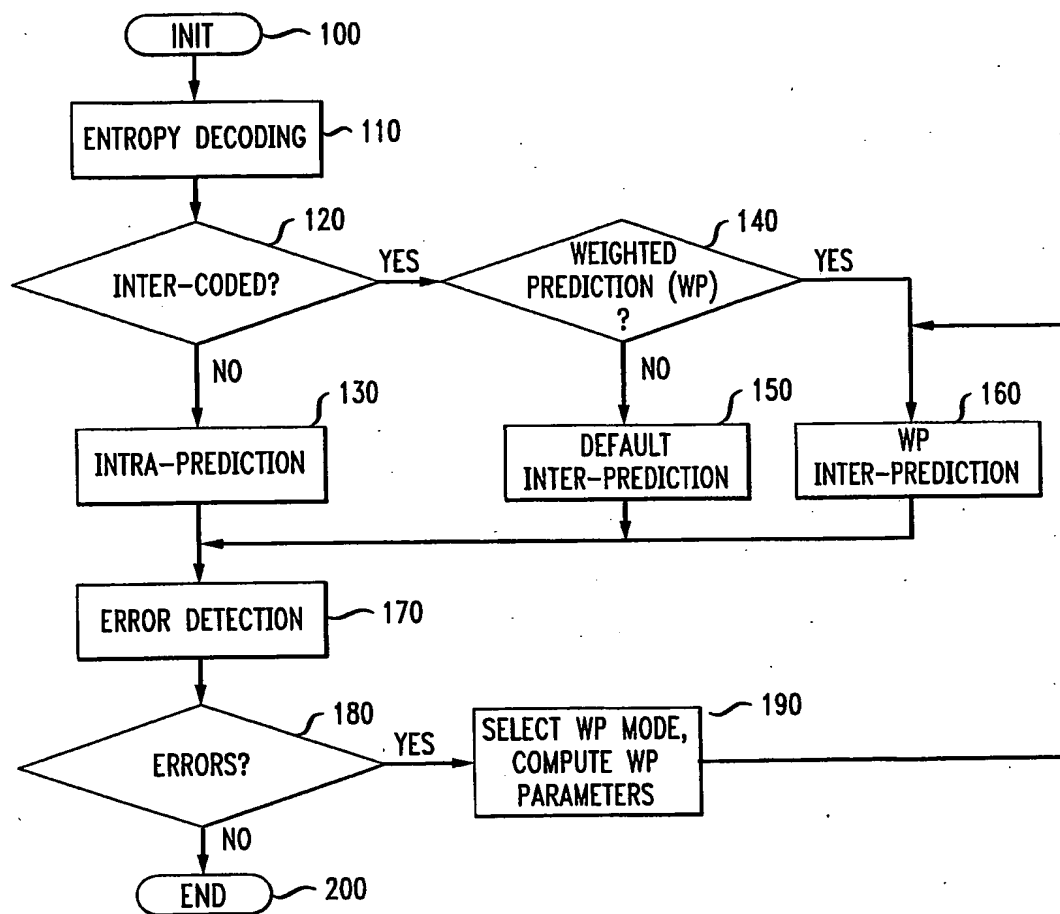 INIT
100
ENTROPY DECODING
110
120
INTER-CODED?
YES
140
WEIGHTED
PREDICTION (WP)
?
YES
NO
NO
130
INTRA-PREDICTION
150
DEFAULT
INTER-PREDICTION
160
WP
INTER-PREDICTION
ERROR DETECTION
170
180
ERRORS?
YES
190
SELECT WP MODE,
COMPUTE WP
PARAMETERS
NO
END
200